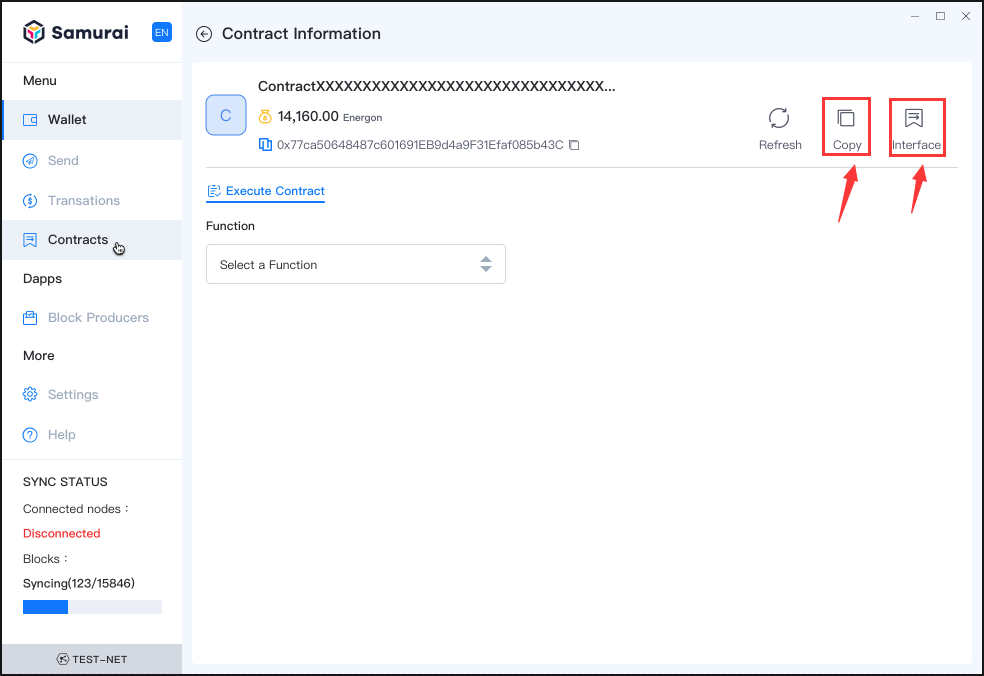 Samurai
EN
Menu
Wallet
Send
Transations
Contracts
Dapps
Block Producers
More
Settings
Help
SYNC STATUS
Connected nodes :
Disconnected
Blocks :
Syncing(123/15846)
TEST-NET
Contract Information
C
ContractXXXXXXXXXXXXXXXXXXXXXXXXXXXXXXX...
14,160.00 Energon
0x77ca50648487c601691EB9d4a9F31Efaf085b43C
Refresh
Copy
Interface
Execute Contract
Function
Select a Function